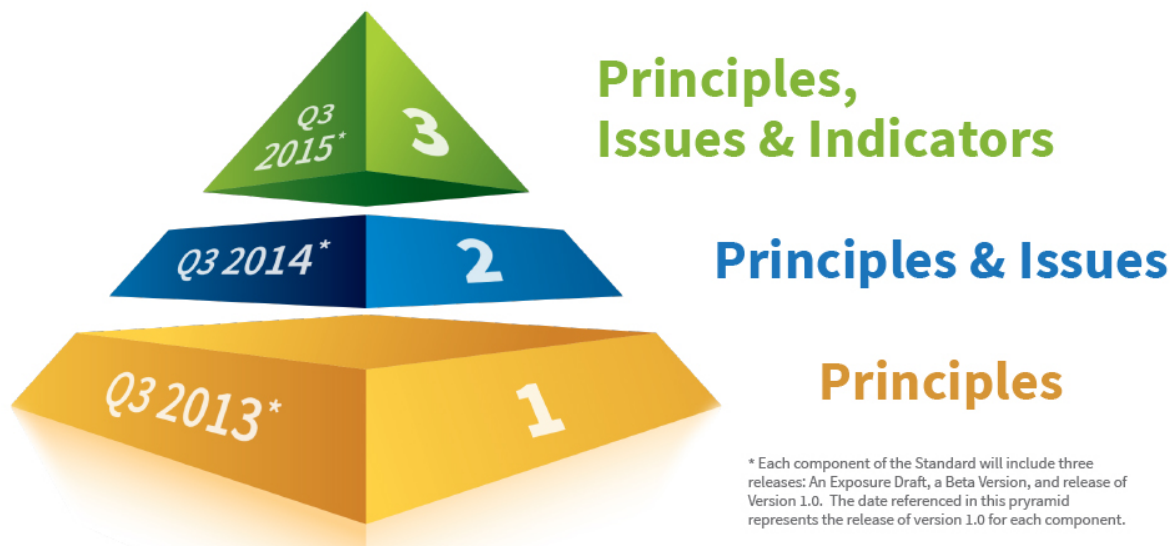 Q3
2015*
3
Principles,
Issues & Indicators
Q3 2014*
2
Principles & Issues
Q3 2013*
1
Principles
* Each component of the Standard will include three
releases: An Exposure Draft, a Beta Version, and release of
Version 1.0. The date referenced in this pryramid
represents the release of version 1.0 for each component.